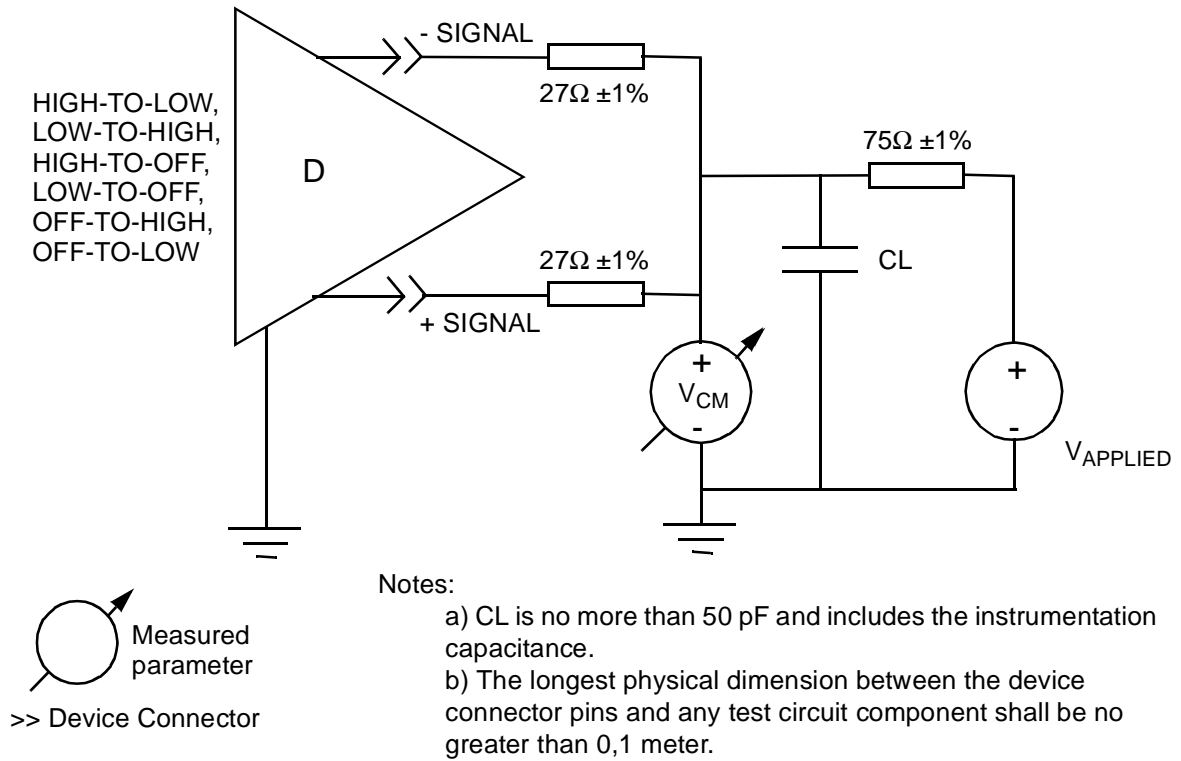 - SIGNAL
27Ω ±1%
HIGH-TO-LOW,
LOW-TO-HIGH,
HIGH-TO-OFF,
LOW-TO-OFF,
OFF-TO-HIGH,
OFF-TO-LOW
D
75Ω ±1%
CL
27Ω ±1%
+ SIGNAL
+
VCM
-
+
-
VAPPLIED
Measured
parameter
>> Device Connector
Notes:
a) CL is no more than 50 pF and includes the instrumentation
capacitance.
b) The longest physical dimension between the device
connector pins and any test circuit component shall be no
greater than 0,1 meter.